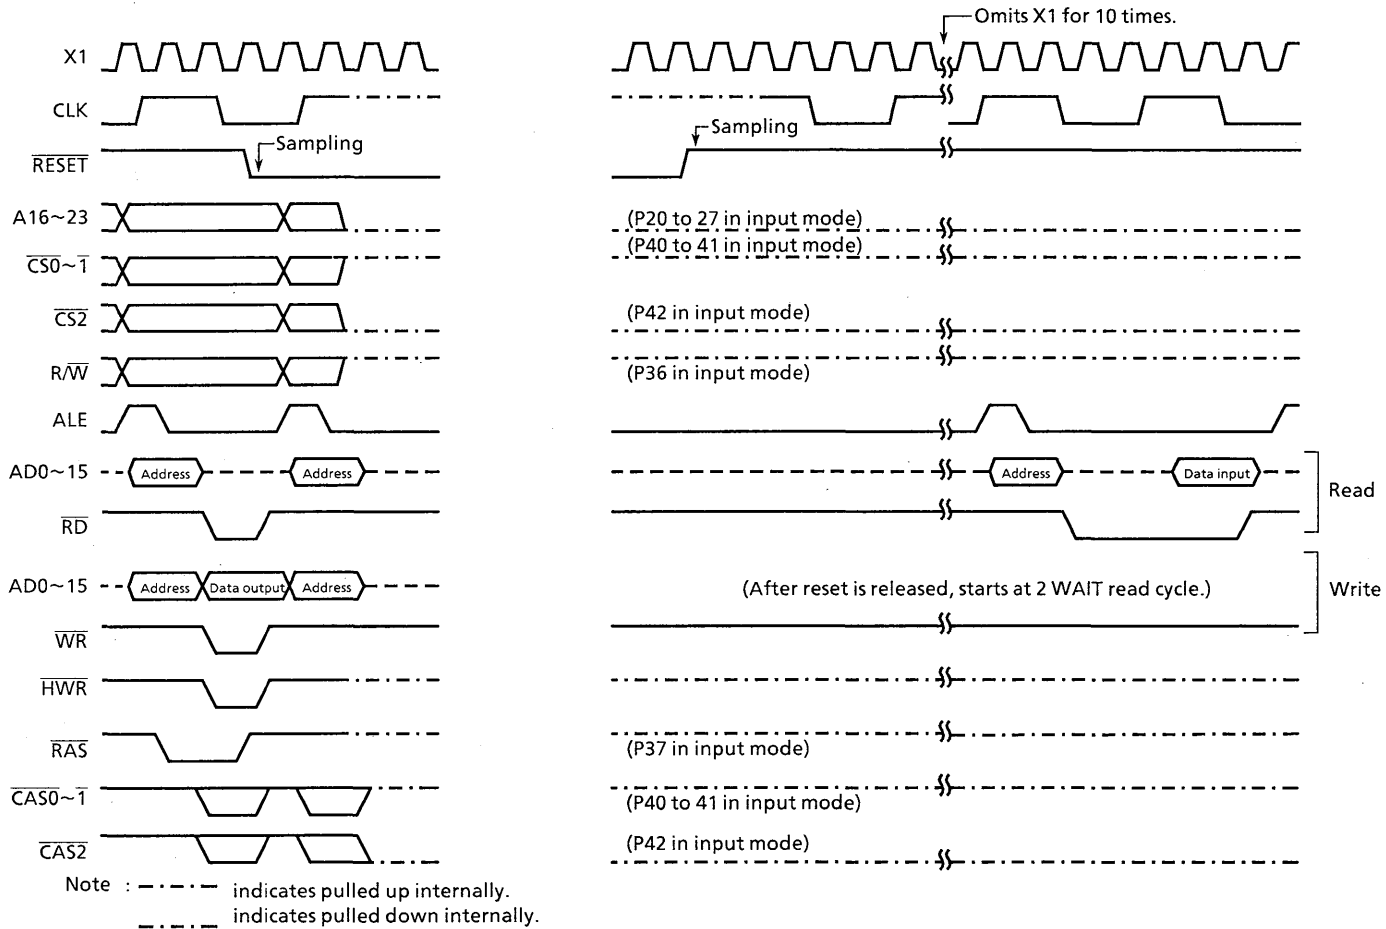 Omits X1 for 10 times.
X1
CLK
Sampling
Sampling
RESET
A16~23
(P20 to 27 in input mode)
(P40 to 41 in input mode)
CS0~1
CS2
(P42 in input mode)
R/W
(P36 in input mode)
ALE
AD0~15
Address
Address
Address
Data input
Read
RD
AD0~15
Address
Data output
Address
(After reset is released, starts at 2 WAIT read cycle.)
Write
WR
HWR
RAS
(P37 in input mode)
CAS0~1
(P40 to 41 in input mode)
CAS2
(P42 in input mode)
Note :
indicates pulled up internally.
indicates pulled down internally.